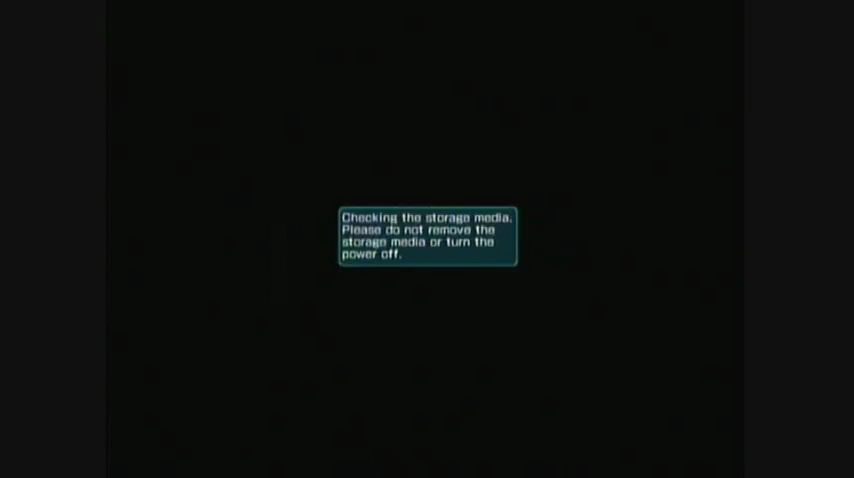 Checking the storage media.
Please do not remove the
storage media or turn the
power off.